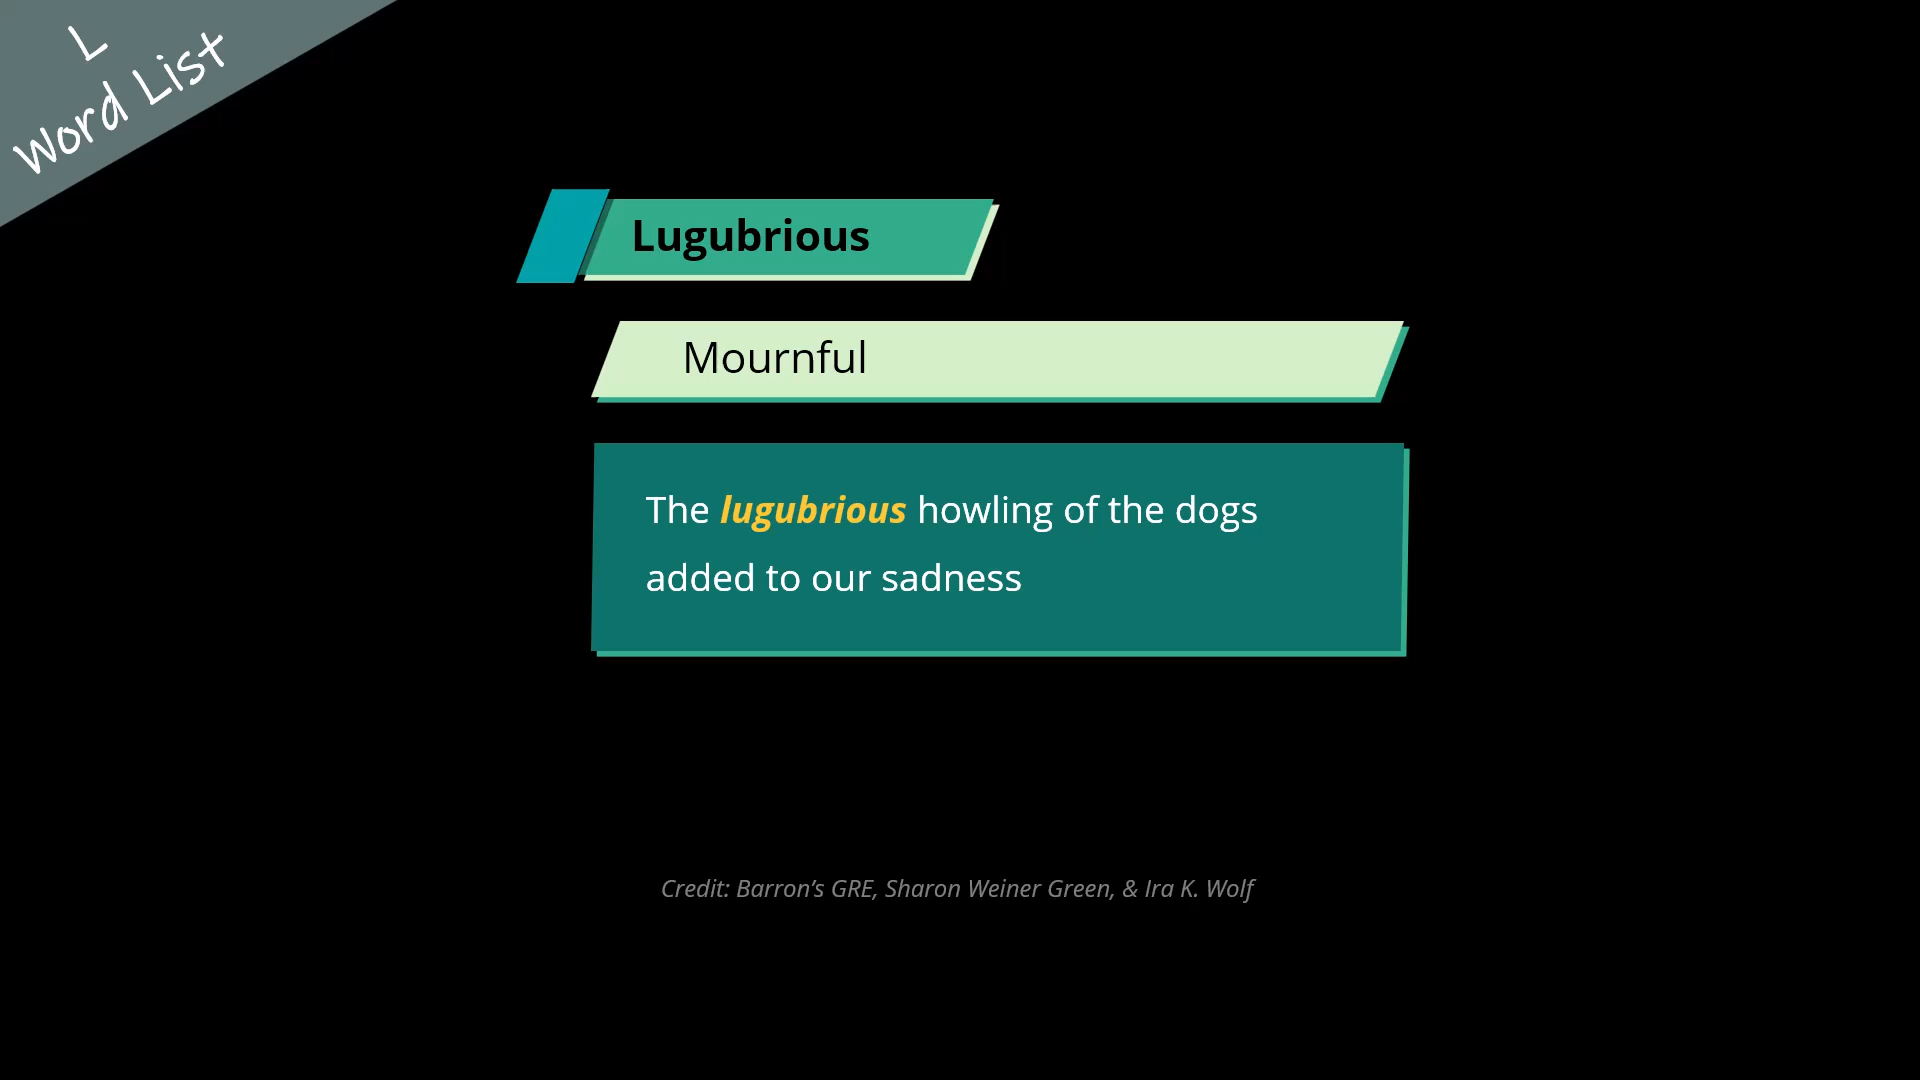 L
Word List
Lugubrious
Mournful
The lugubrious howling of the dogs
added to our sadness
Credit: Barron’s GRE, Sharon Weiner Green, & Ira K. Wolf